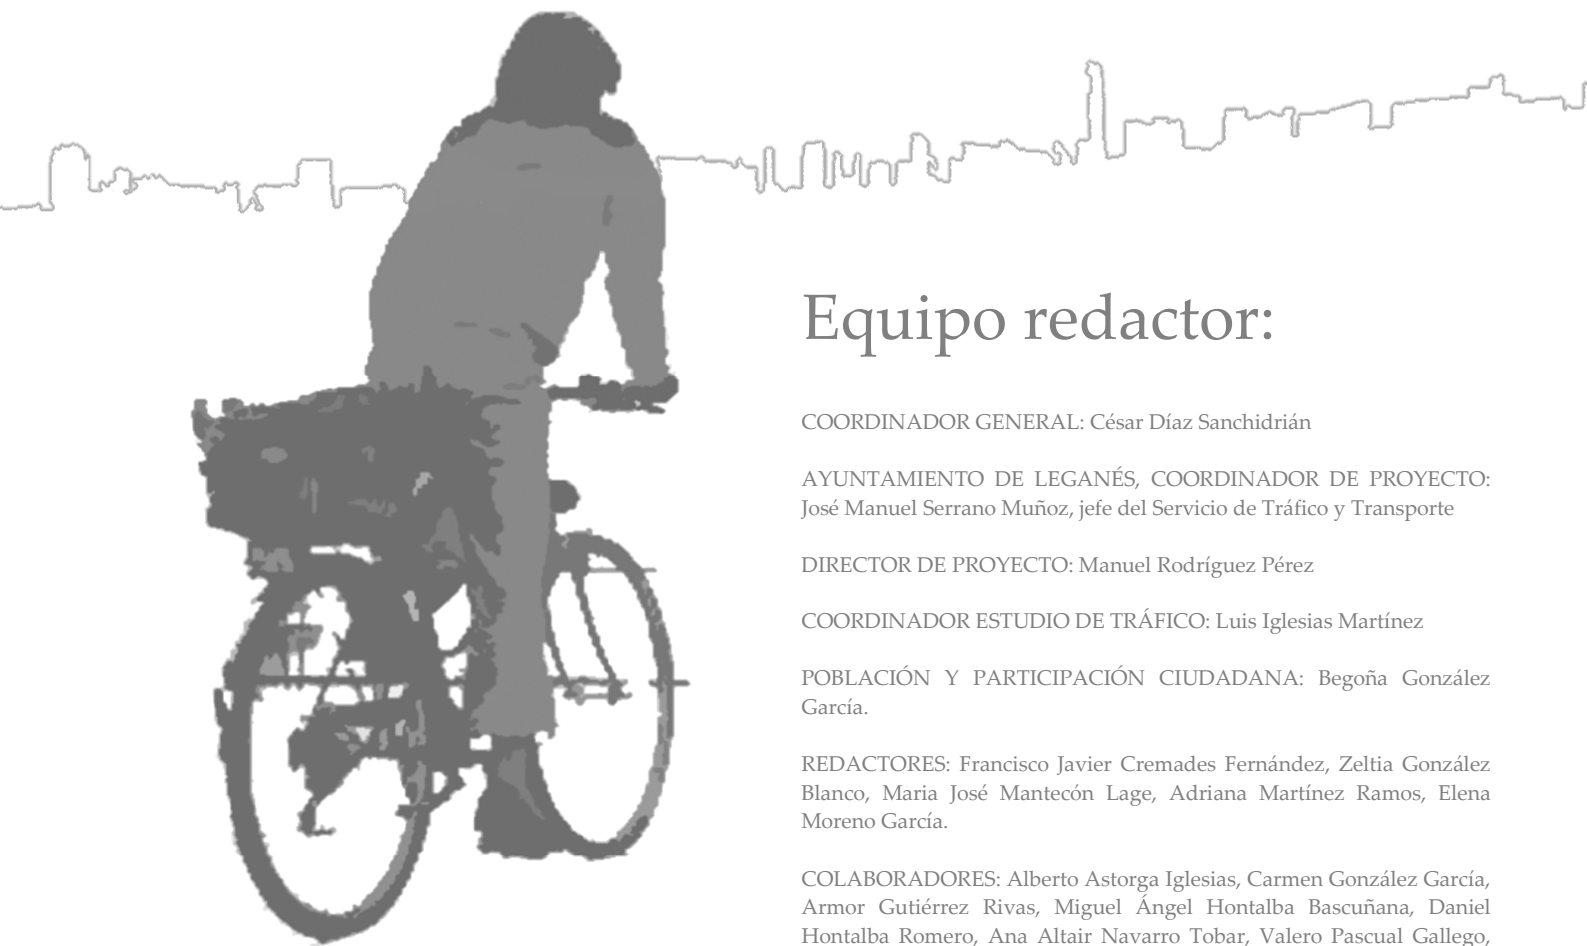 Equipo redactor:
COORDINADOR GENERAL: César Díaz Sanchidrián
AYUNTAMIENTO DE LEGANÉS, COORDINADOR DE PROYECTO:
José Manuel Serrano Muñoz, jefe del Servicio de Tráfico y Transporte
DIRECTOR DE PROYECTO: Manuel Rodríguez Pérez
COORDINADOR ESTUDIO DE TRÁFICO: Luis Iglesias Martínez
POBLACIÓN Y PARTICIPACIÓN CIUDADANA: Begoña González
García.
REDACTORES: Francisco Javier Cremades Fernández, Zeltia González
Blanco, Maria José Mantecón Lage, Adriana Martínez Ramos, Elena
Moreno García.
COLABORADORES: Alberto Astorga Iglesias, Carmen González García,
Armor Gutiérrez Rivas, Miguel Ángel Hontalba Bascuñana, Daniel
Hontalba Romero, Ana Altair Navarro Tobar, Valero Pascual Gallego,